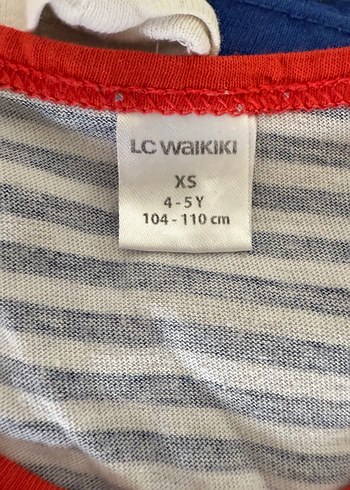 LC WAIKIKI
XS
4 - 5 Y
104 - 110 cm